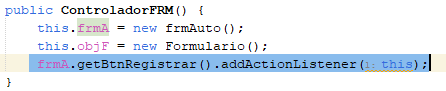 public ControladorFRM() {
this.frmA = new frmAuto();
this.objF = new Formulario();
frmA.getBtnRegistrar().addActionListener(l: this);
}